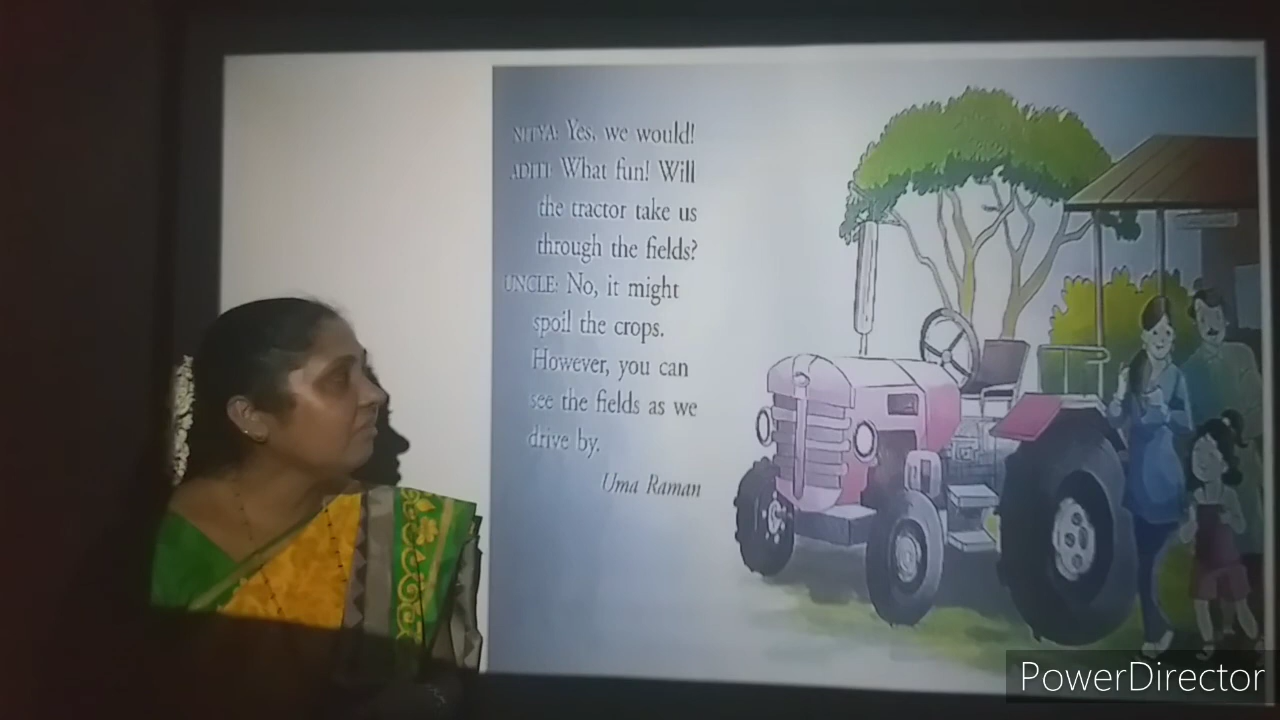 NITYA: Yes, we would!
ADITI: What fun! Will
the tractor take us
through the fields?
UNCLE: No, it might
spoil the crops.
However, you can
see the fields as we
drive by.
Uma Raman
PowerDirector